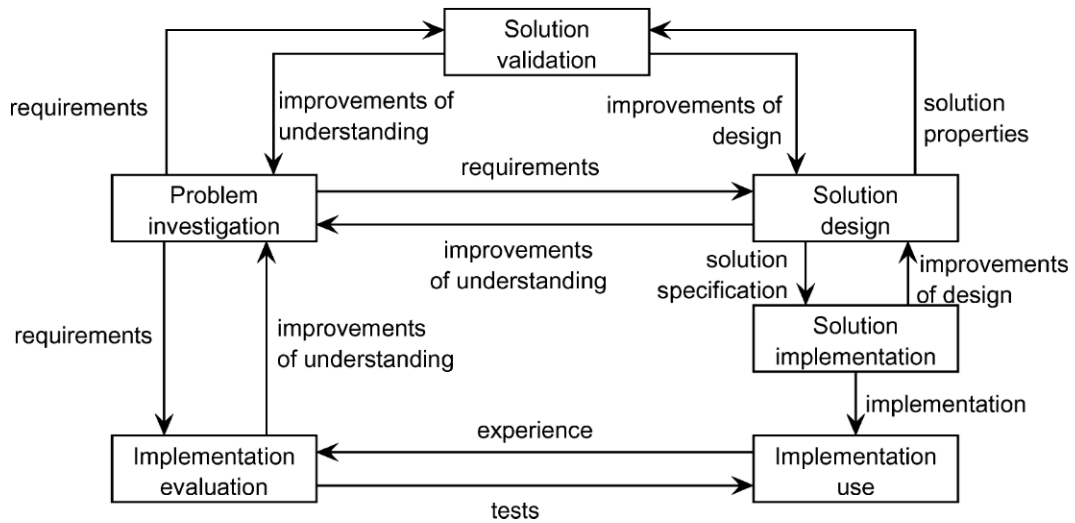 Solution
validation
requirements
improvements of
understanding
improvements of
design
solution
properties
requirements
Problem
investigation
Solution
design
improvements
of understanding
solution
specification
improvements
of design
requirements
improvements
of understanding
Solution
implementation
implementation
experience
Implementation
evaluation
Implementation
use
tests